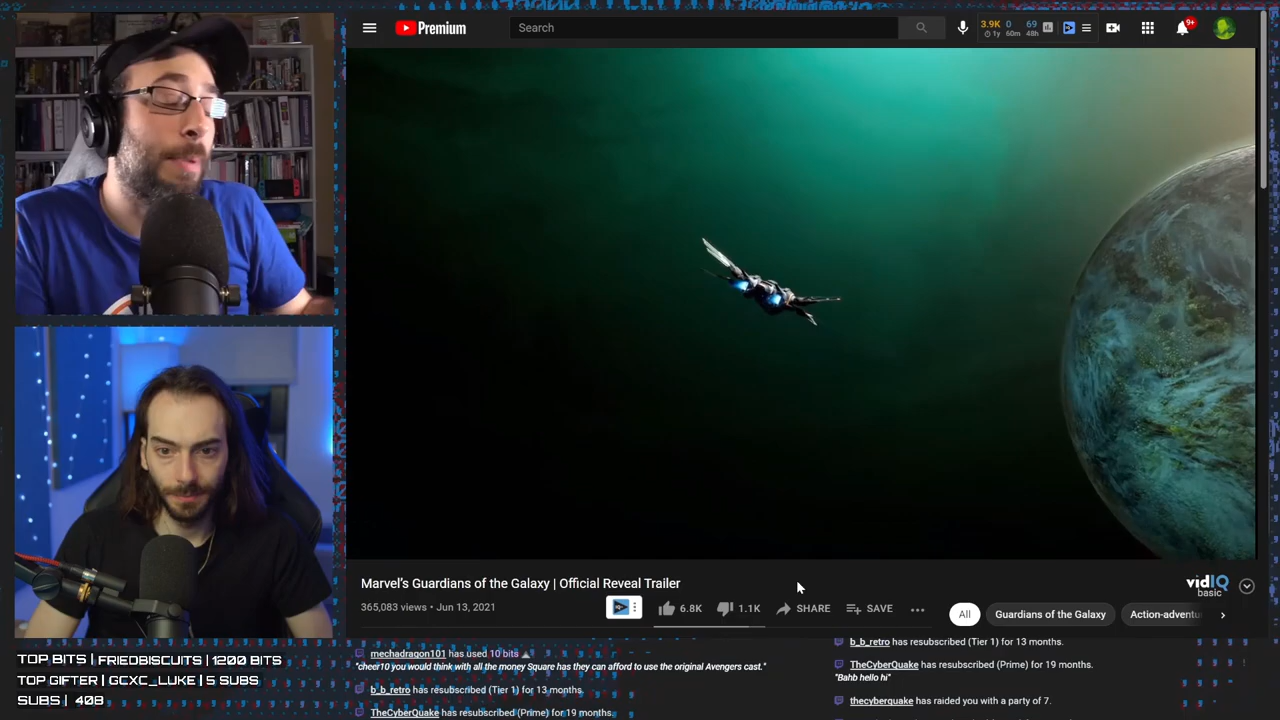 Premium
Search
3.9K 0 69
1y 60m 48h
9+
Marvel's Guardians of the Galaxy | Official Reveal Trailer
365,083 views • Jun 13, 2021
6.8K 1.1K SHARE SAVE
vidIQ
basic
All Guardians of the Galaxy Action-adventu
TOP BITS | FRIEDBISCUITS | 1200 BITS
TOP GIFTER | GCXC_LUKE | 5 SUBS
SUBS | 408
mechadragon101 has used 10 bits
"cheer10 you would think with all the money Square has they can afford to use the original Avengers cast."
b_b_retro has resubscribed (Tier 1) for 13 months.
TheCyberQuake has resubscribed (Prime) for 19 months.
b_b_retro has resubscribed (Tier 1) for 13 months.
TheCyberQuake has resubscribed (Prime) for 19 months.
"Bahb hello hi"
thecyberquake has raided you with a party of 7.